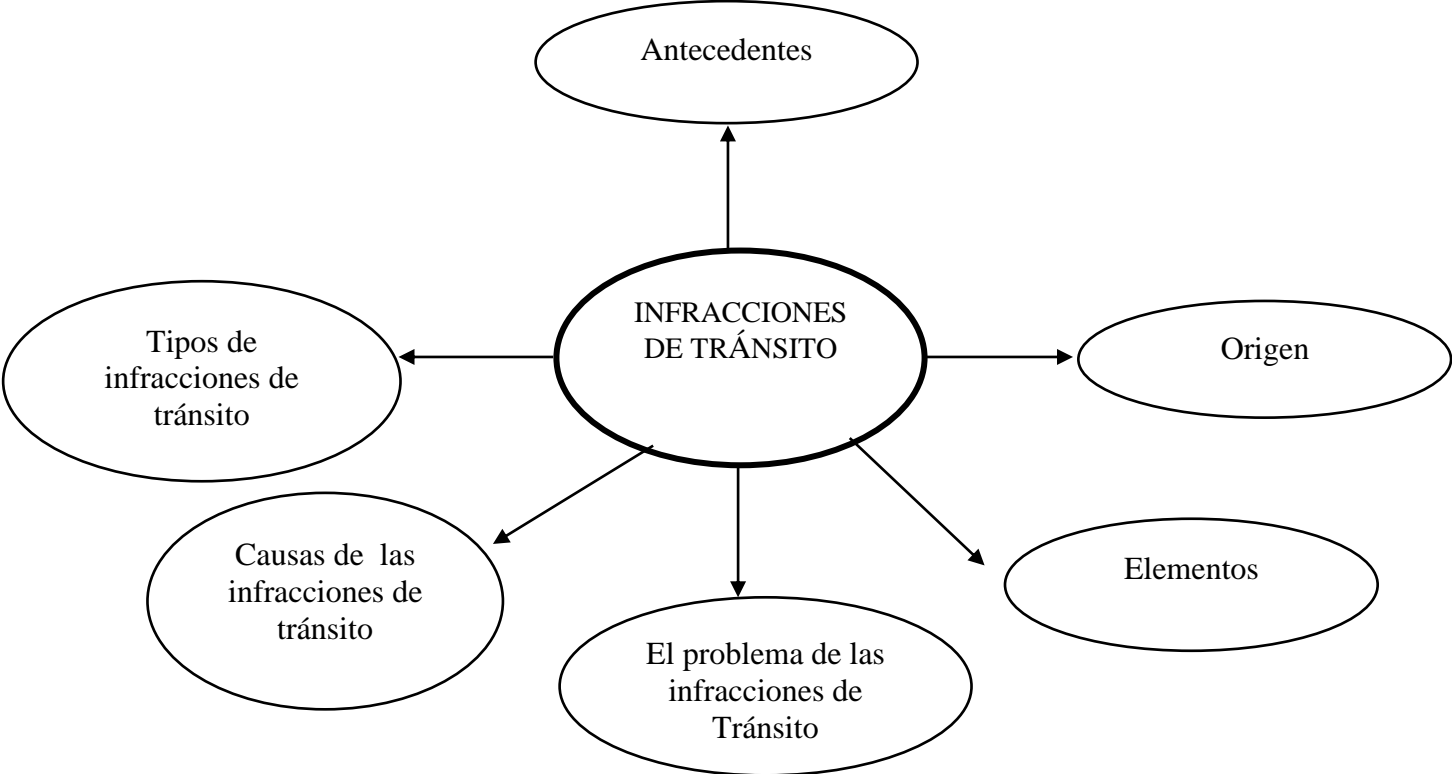 Antecedentes
INFRACCIONES
DE TRÁNSITO
Origen
Tipos de
infracciones de
tránsito
Causas de  las
infracciones de
tránsito
Elementos
El problema de las
infracciones de
Tránsito